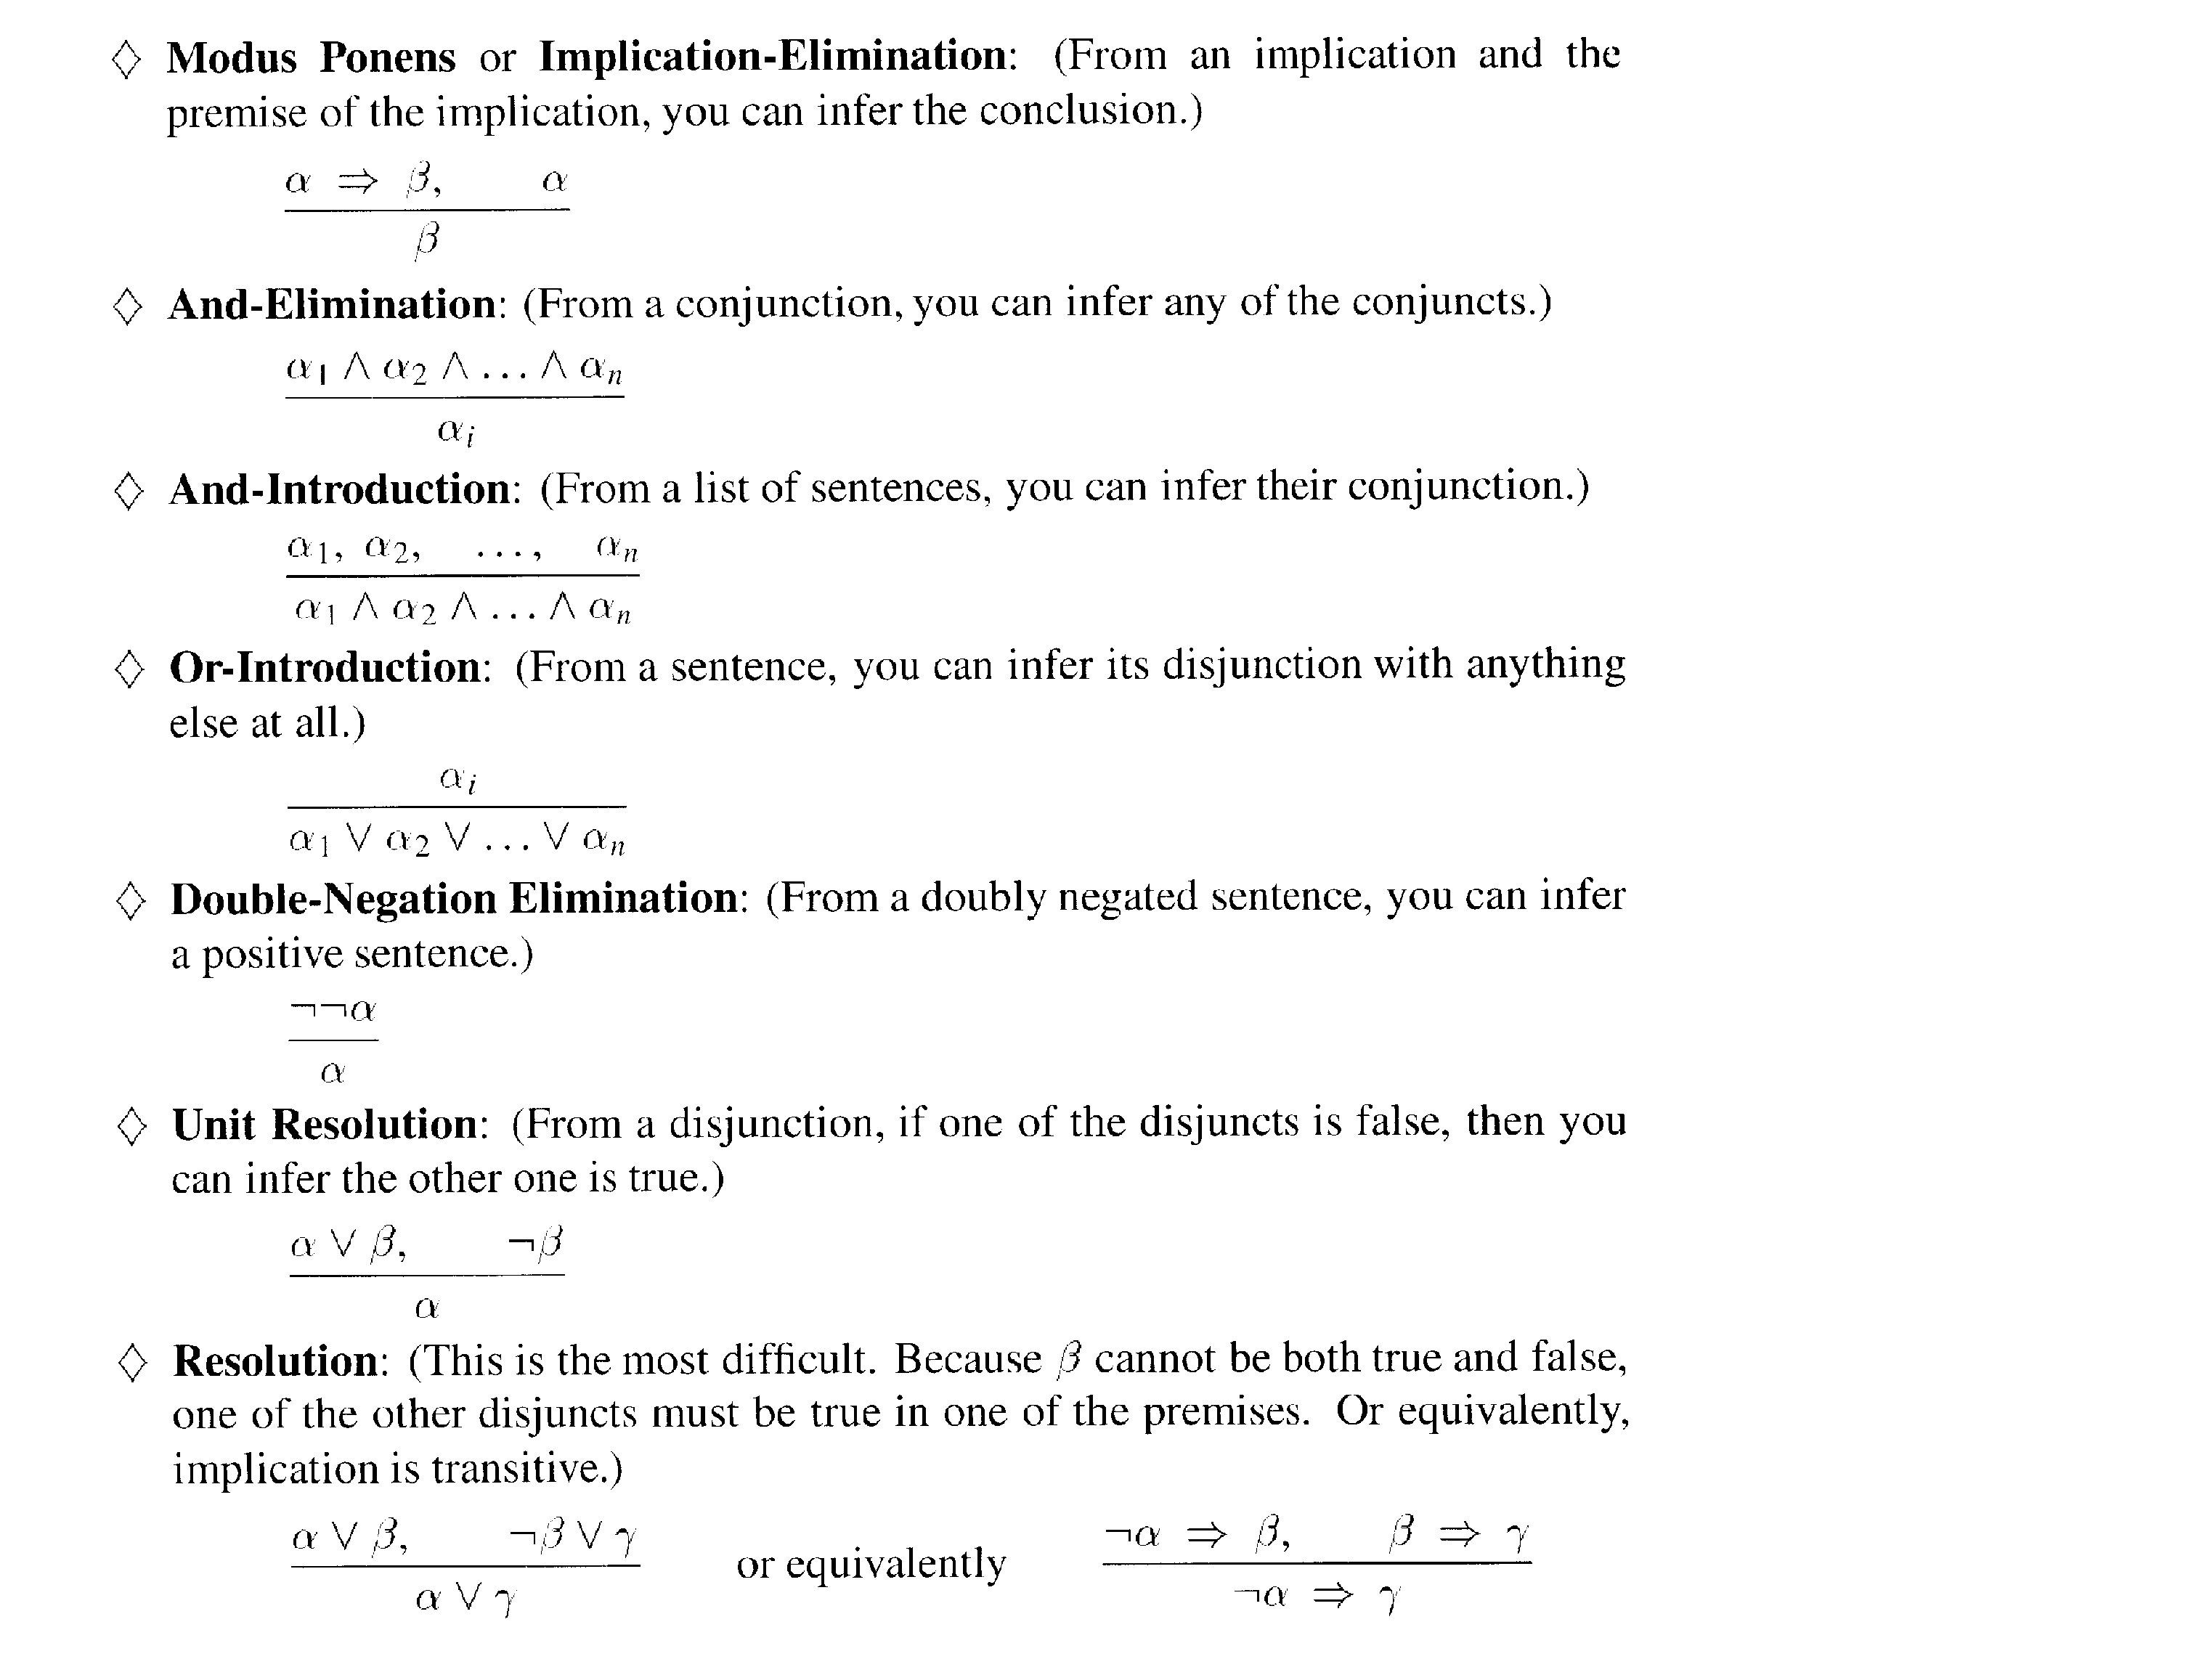 ◇ Modus Ponens or Implication-Elimination: (From an implication and the
premise of the implication, you can infer the conclusion.)
α ⇒ β, α
β
◇ And-Elimination: (From a conjunction, you can infer any of the conjuncts.)
α₁ ∧ α₂ ∧ ... ∧ αₙ
αᵢ
◇ And-Introduction: (From a list of sentences, you can infer their conjunction.)
α₁, α₂, ..., αₙ
α₁ ∧ α₂ ∧ ... ∧ αₙ
◇ Or-Introduction: (From a sentence, you can infer its disjunction with anything
else at all.)
αᵢ
α₁ ∨ α₂ ∨ ... ∨ αₙ
◇ Double-Negation Elimination: (From a doubly negated sentence, you can infer
a positive sentence.)
¬¬α
α
◇ Unit Resolution: (From a disjunction, if one of the disjuncts is false, then you
can infer the other one is true.)
α ∨ β, ¬β
α
◇ Resolution: (This is the most difficult. Because β cannot be both true and false,
one of the other disjuncts must be true in one of the premises. Or equivalently,
implication is transitive.)
α ∨ β, ¬β ∨ γ or equivalently ¬α ⇒ β, β ⇒ γ
α ∨ γ ¬α ⇒ γ